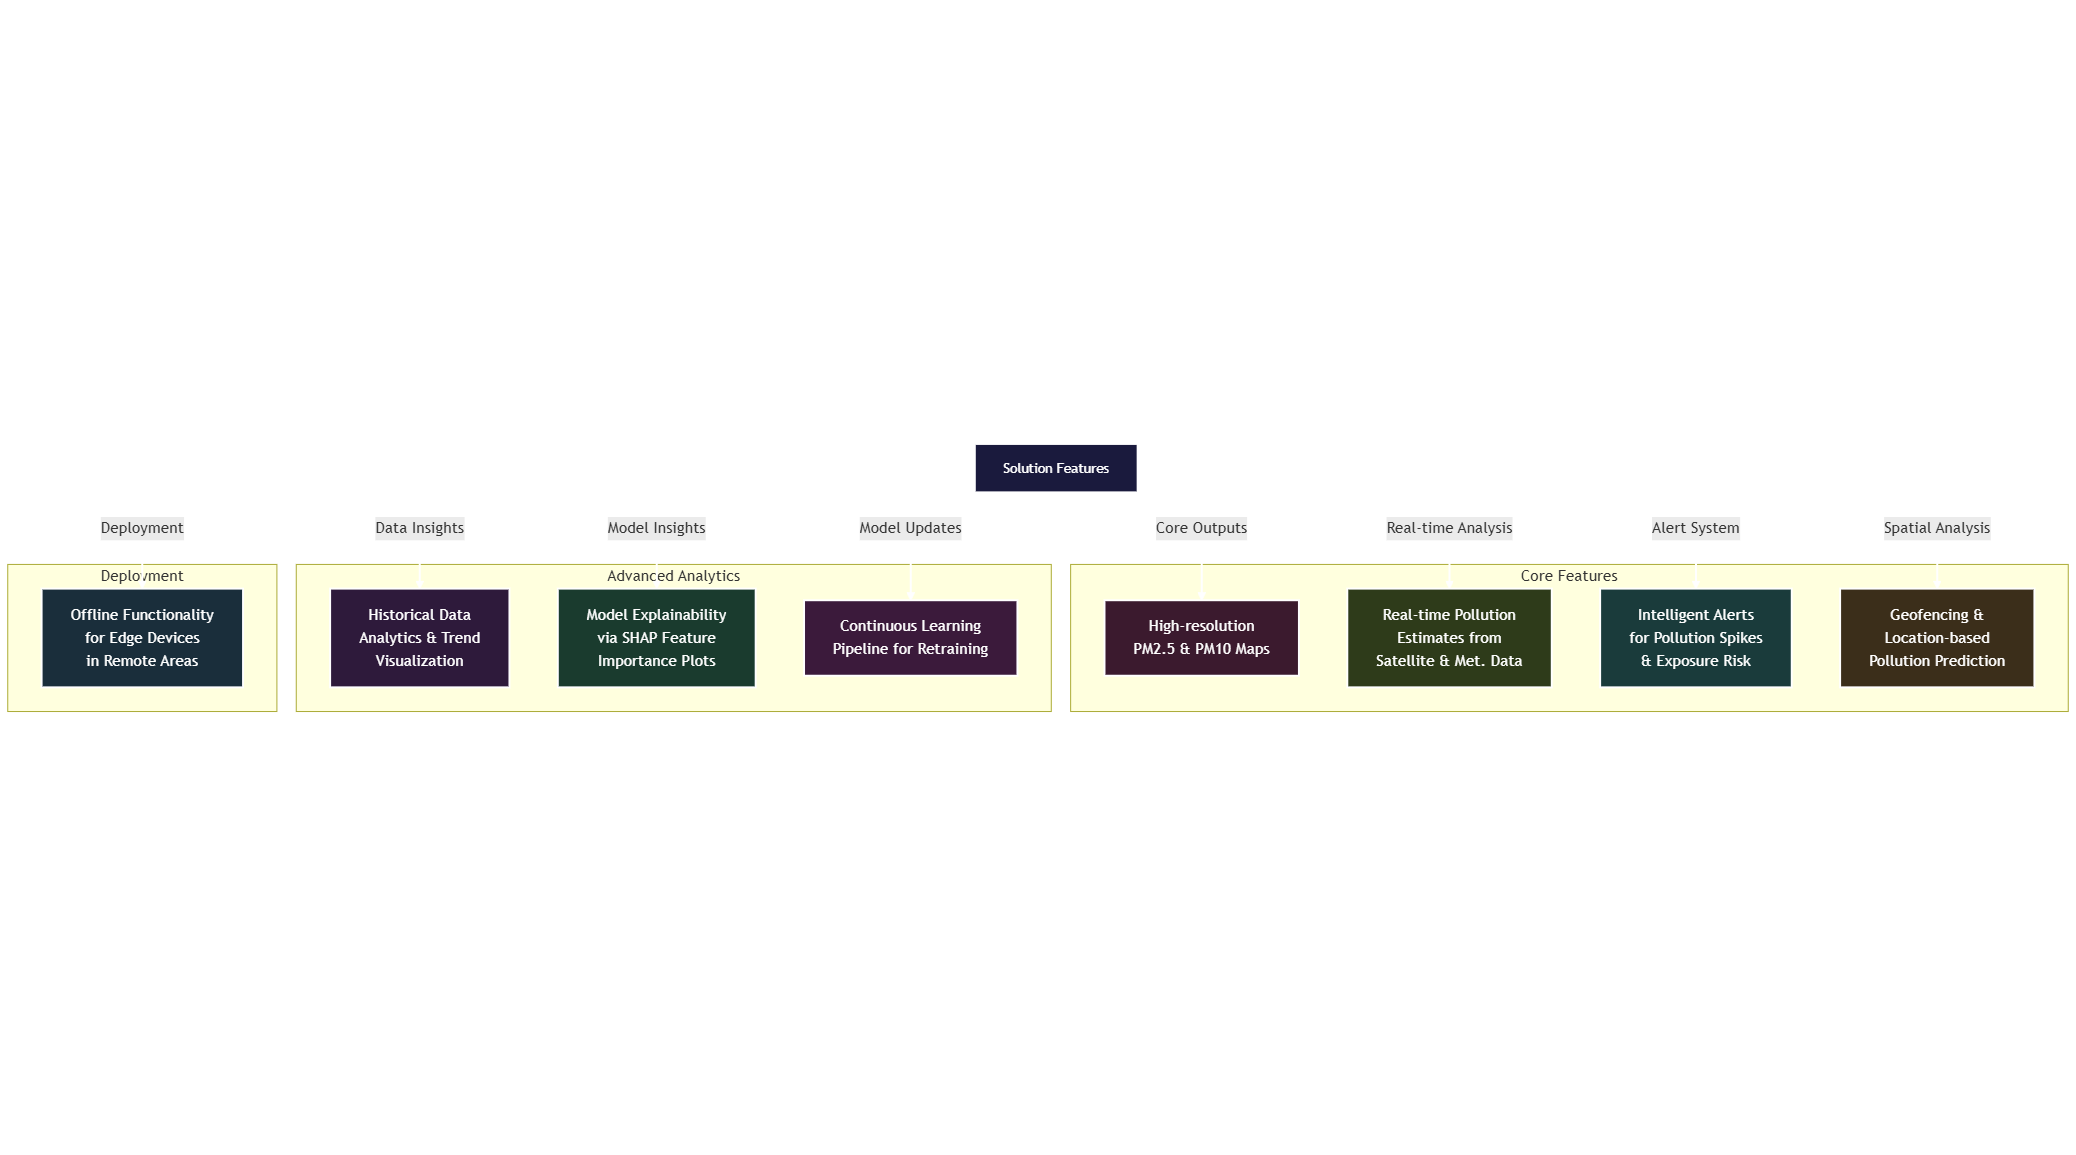 Solution Features
Deployment
Data Insights
Model Insights
Model Updates
Core Outputs
Real-time Analysis
Alert System
Spatial Analysis
Deployment
Offline Functionality
for Edge Devices
in Remote Areas
Advanced Analytics
Historical Data
Analytics & Trend
Visualization
Model Explainability
via SHAP Feature
Importance Plots
Continuous Learning
Pipeline for Retraining
Core Features
High-resolution
PM2.5 & PM10 Maps
Real-time Pollution
Estimates from
Satellite & Met. Data
Intelligent Alerts
for Pollution Spikes
& Exposure Risk
Geofencing &
Location-based
Pollution Prediction